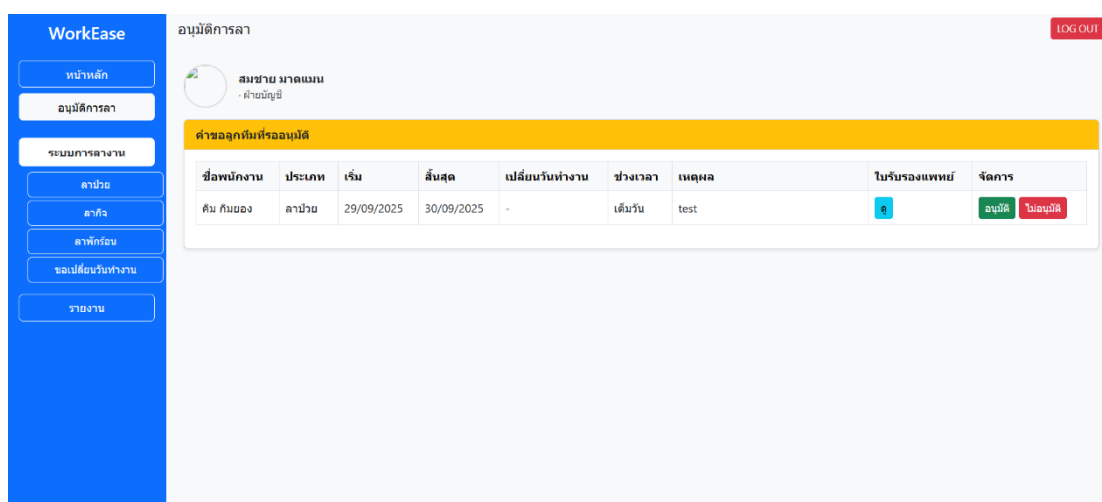 WorkEase
หน้าหลัก
อนุมัติการลา
ระบบการลางาน
ลาป่วย
ลากิจ
ลาพักร้อน
ขอเปลี่ยนวันทำงาน
รายงาน
อนุมัติการลา
LOG OUT
สมชาย มาดแมน
- ฝ่ายบัญชี
คำขอลูกทีมที่รออนุมัติ
ชื่อพนักงาน ประเภท เริ่ม สิ้นสุด เปลี่ยนวันทำงาน ช่วงเวลา เหตุผล ใบรับรองแพทย์ จัดการ
คิม กัมยอง ลาป่วย 29/09/2025 30/09/2025 - เต็มวัน test ดู อนุมัติ ไม่อนุมัติ